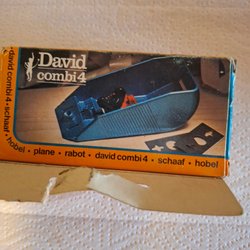 David
combi 4
david combi 4 • schaaf • hobel
hobel • plane • rabot • david combi 4 • schaaf • hobel